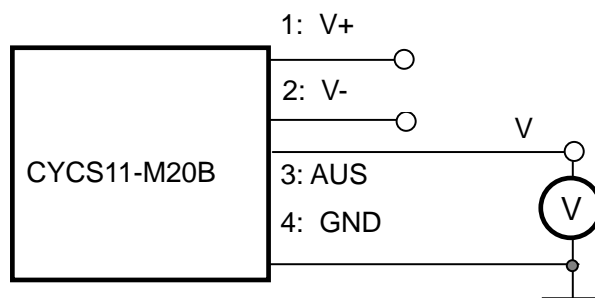 1: V+
2: V-
V
CYCS11-M20B
3: AUS
V
4: GND